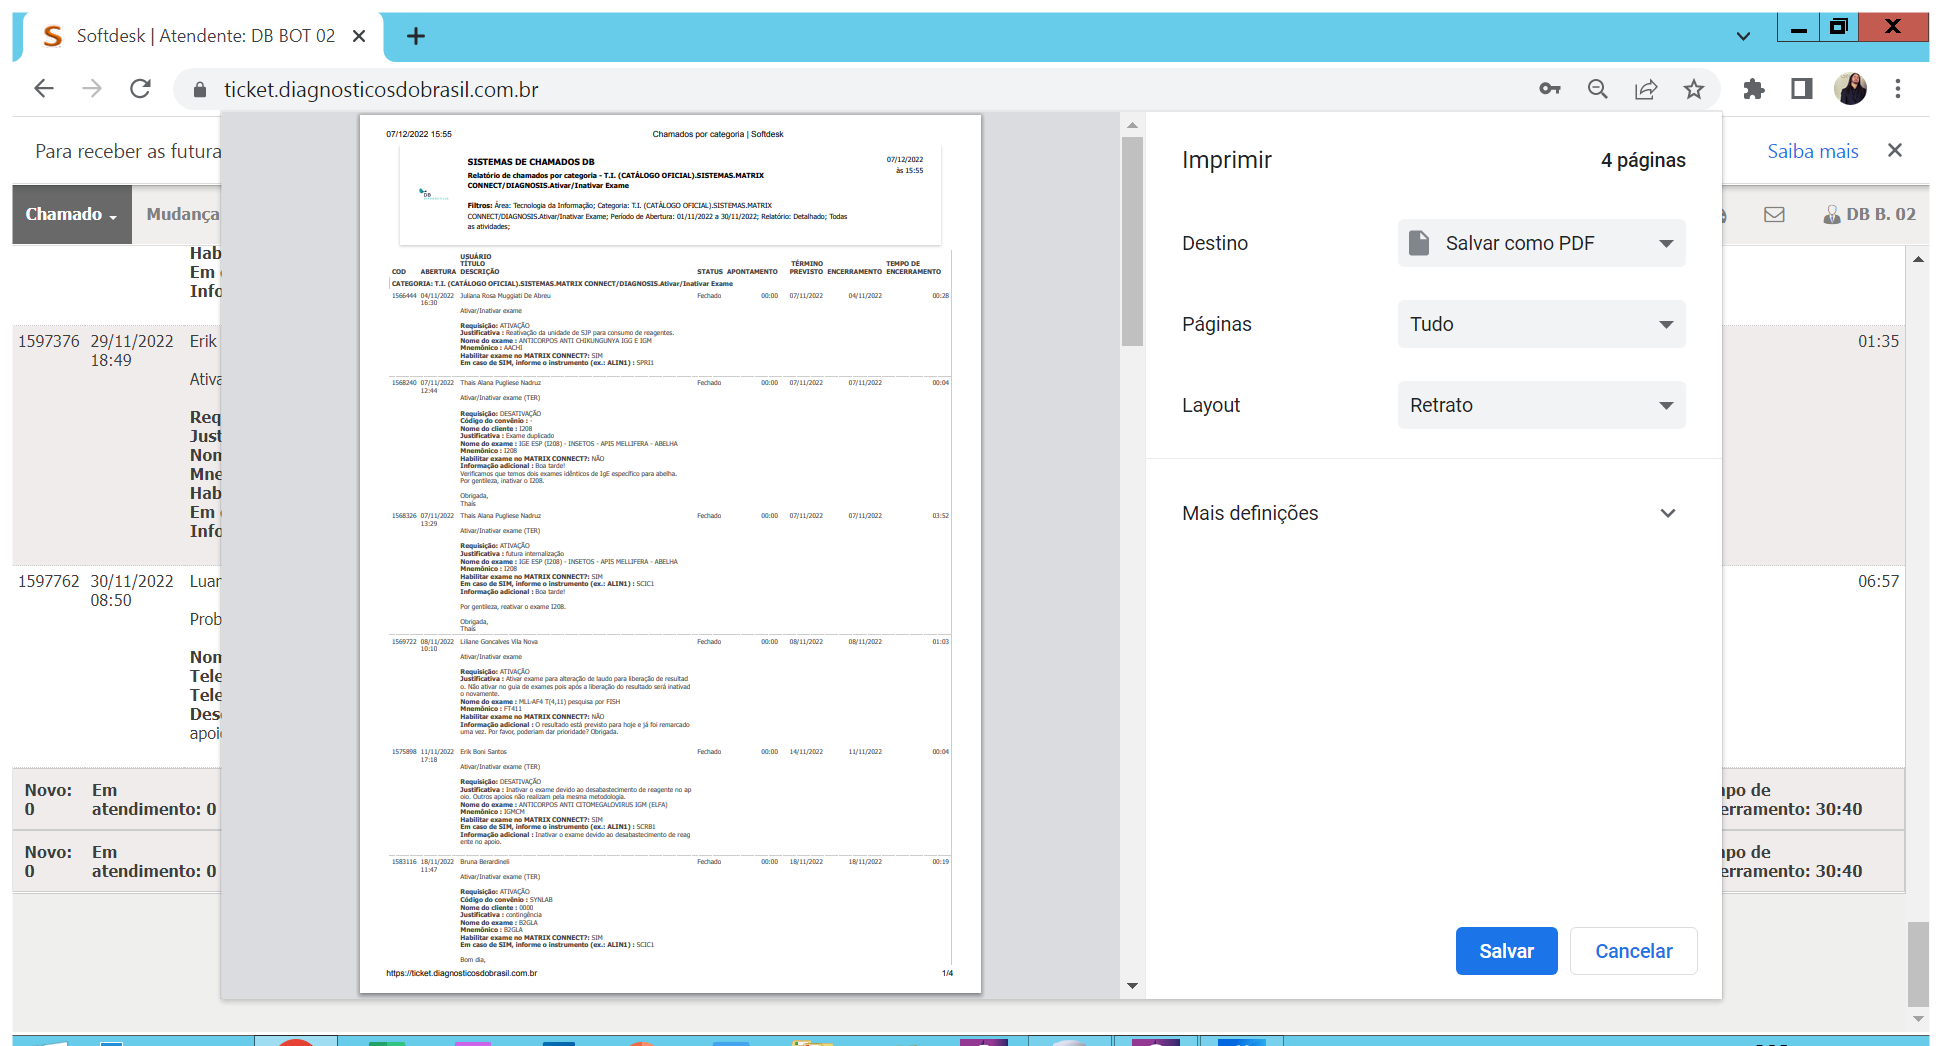 Softdesk | Atendente: DB BOT 02
ticket.diagnosticosdobrasil.com.br
Para receber as futura
Saiba mais
Chamado
Mudança
DB B. 02
Hab
Em
Info
1597376 29/11/2022 Erik
18:49
01:35
Ativa
Req
Just
Nom
Mne
Hab
Em
Info
1597762 30/11/2022 Luar
08:50
06:57
Prob
Nom
Tele
Tele
Des
apoi
Novo: Em
0 atendimento: 0
po de
erramento: 30:40
Novo: Em
0 atendimento: 0
po de
erramento: 30:40
07/12/2022 15:55 Chamados por categoria | Softdesk
SISTEMAS DE CHAMADOS DB
07/12/2022
às 15:55
Relatório de chamados por categoria - T.I. (CATÁLOGO OFICIAL).SISTEMAS.MATRIX
CONNECT/DIAGNOSIS.Ativar/Inativar Exame
DB
Filtros: Área: Tecnologia da Informação; Categoria: T.I. (CATÁLOGO OFICIAL).SISTEMAS.MATRIX
CONNECT/DIAGNOSIS.Ativar/Inativar Exame; Período de Abertura: 01/11/2022 a 30/11/2022; Relatório: Detalhado; Todas
as atividades;
USUÁRIO
TÍTULO TÉRMINO TEMPO DE
COD ABERTURA DESCRIÇÃO STATUS APONTAMENTO PREVISTO ENCERRAMENTO ENCERRAMENTO
CATEGORIA: T.I. (CATÁLOGO OFICIAL).SISTEMAS.MATRIX CONNECT/DIAGNOSIS.Ativar/Inativar Exame
1566444 04/11/2022 Juliana Rosa Muggiati De Abreu Fechado 00:00 07/11/2022 04/11/2022 00:28
16:30
Ativar/Inativar exame
Requisição: ATIVAÇÃO
Justificativa : Reativação da unidade de SJP para consumo de reagentes.
Nome do exame : ANTICORPOS ANTI CHIKUNGUNYA IGG E IGM
Mnemônico : AACHI
Habilitar exame no MATRIX CONNECT?: SIM
Em caso de SIM, informe o instrumento (ex.: ALIN1) : SPRI1
1568240 07/11/2022 Thais Alana Pugliese Nadruz Fechado 00:00 07/11/2022 07/11/2022 00:04
12:44
Ativar/Inativar exame (TER)
Requisição: DESATIVAÇÃO
Código do convênio : -
Nome do cliente : I208
Justificativa : Exame duplicado
Nome do exame : IGE ESP (I208) - INSETOS - APIS MELLIFERA - ABELHA
Mnemônico : I208
Habilitar exame no MATRIX CONNECT?: NÃO
Informação adicional : Boa tarde!
Verificamos que temos dois exames idênticos de IgE específico para abelha.
Por gentileza, inativar o I208.
Obrigada,
Thaís
1568326 07/11/2022 Thais Alana Pugliese Nadruz Fechado 00:00 07/11/2022 07/11/2022 03:52
13:29
Ativar/Inativar exame (TER)
Requisição: ATIVAÇÃO
Justificativa : futura internalização
Nome do exame : IGE ESP (I208) - INSETOS - APIS MELLIFERA - ABELHA
Mnemônico : I208
Habilitar exame no MATRIX CONNECT?: SIM
Em caso de SIM, informe o instrumento (ex.: ALIN1) : SCIC1
Informação adicional : Boa tarde!
Por gentileza, reativar o exame I208.
Obrigada,
Thaís
1569722 08/11/2022 Liliane Goncalves Vila Nova Fechado 00:00 08/11/2022 08/11/2022 01:03
10:10
Ativar/Inativar exame
Requisição: ATIVAÇÃO
Justificativa : Ativar exame para alteração de laudo para liberação de resultad
o. Não ativar no guia de exames pois após a liberação do resultado será inativad
o novamente.
Nome do exame : MLL-AF4 T(4,11) pesquisa por FISH
Mnemônico : FT411
Habilitar exame no MATRIX CONNECT?: NÃO
Informação adicional : O resultado está previsto para hoje e já foi remarcado
uma vez. Por favor, poderiam dar prioridade? Obrigada.
1575898 11/11/2022 Erik Boni Santos Fechado 00:00 14/11/2022 11/11/2022 00:04
17:18
Ativar/Inativar exame (TER)
Requisição: DESATIVAÇÃO
Justificativa : Inativar o exame devido ao desabastecimento de reagente no ap
oio. Outros apoios não realizam pela mesma metodologia.
Nome do exame : ANTICORPOS ANTI CITOMEGALOVIRUS IGM (ELFA)
Mnemônico : IGMCM
Habilitar exame no MATRIX CONNECT?: SIM
Em caso de SIM, informe o instrumento (ex.: ALIN1) : SCRB1
Informação adicional : Inativar o exame devido ao desabastecimento de reag
ente no apoio.
1583116 18/11/2022 Bruna Berardineli Fechado 00:00 18/11/2022 18/11/2022 00:19
11:47
Ativar/Inativar exame (TER)
Requisição: ATIVAÇÃO
Código do convênio : SYNLAB
Nome do cliente : 0000
Justificativa : contingência
Nome do exame : B2GLA
Mnemônico : B2GLA
Habilitar exame no MATRIX CONNECT?: SIM
Em caso de SIM, informe o instrumento (ex.: ALIN1) : SCIC1
Bom dia,
https://ticket.diagnosticosdobrasil.com.br 1/4
Imprimir 4 páginas
Destino Salvar como PDF
Páginas Tudo
Layout Retrato
Mais definições
Salvar Cancelar